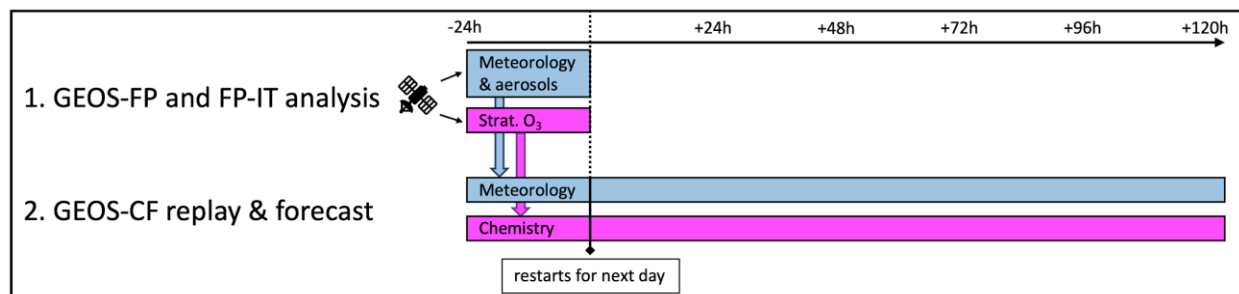 -24h +24h +48h +72h +96h +120h
1. GEOS-FP and FP-IT analysis
Meteorology
& aerosols
Strat. O₃
2. GEOS-CF replay & forecast
Meteorology
Chemistry
restarts for next day